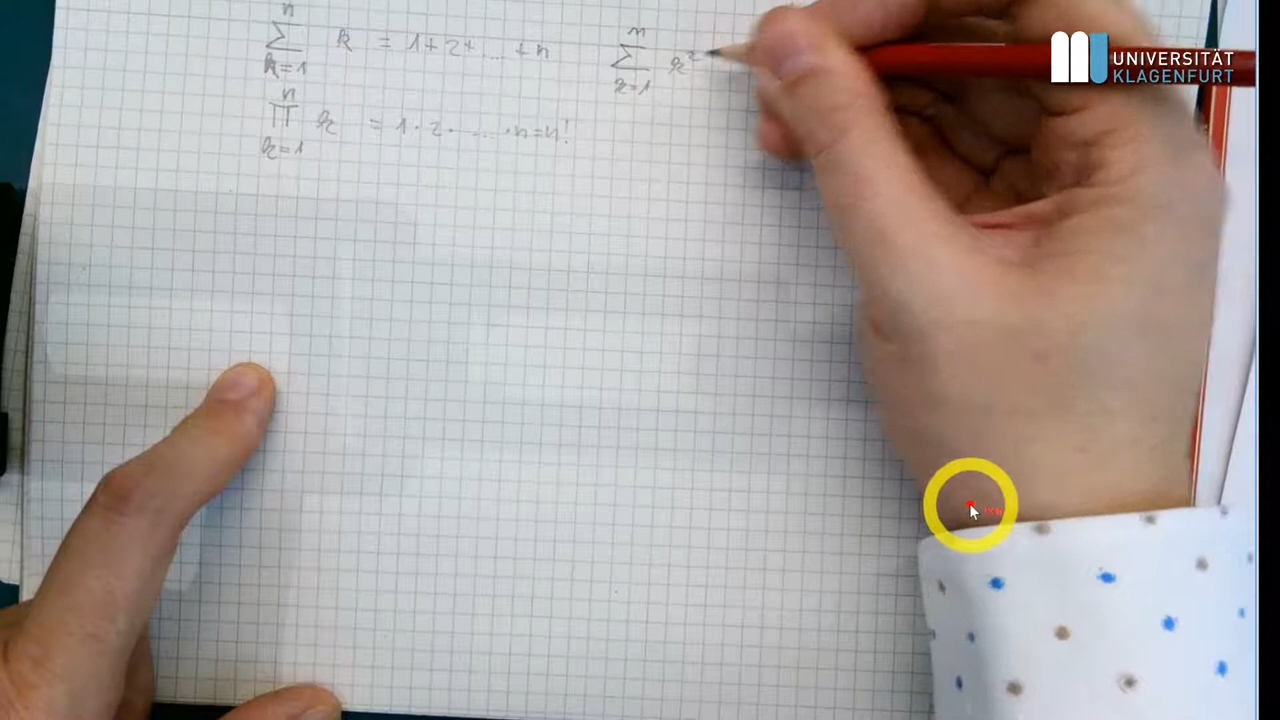 n
∑ k = 1+2+ ... +n
k=1
n
∏ k = 1·2· ... ·n=n!
k=1
n
∑ k²
k=1
UNIVERSITÄT
KLAGENFURT